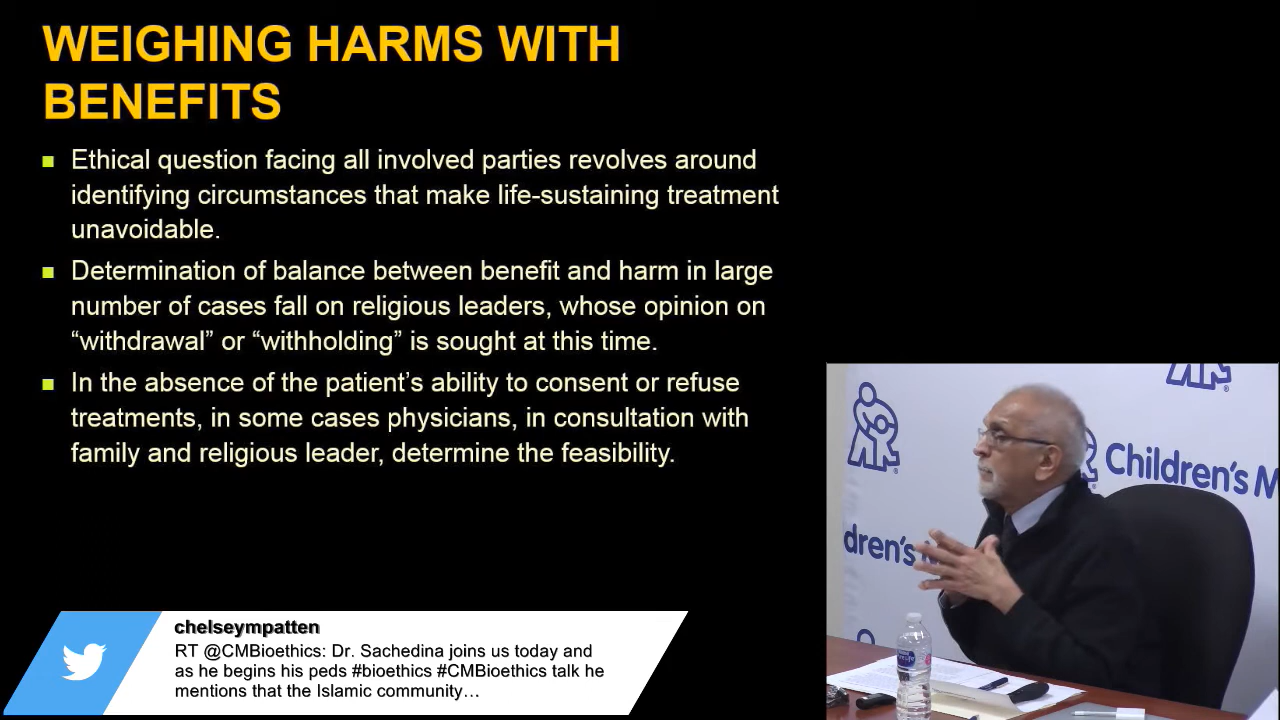 WEIGHING HARMS WITH
BENEFITS
Ethical question facing all involved parties revolves around
identifying circumstances that make life-sustaining treatment
unavoidable.
Determination of balance between benefit and harm in large
number of cases fall on religious leaders, whose opinion on
“withdrawal” or “withholding” is sought at this time.
In the absence of the patient’s ability to consent or refuse
treatments, in some cases physicians, in consultation with
family and religious leader, determine the feasibility.
Children's M
dren's M
chelseympatten
RT @CMBioethics: Dr. Sachedina joins us today and
as he begins his peds #bioethics #CMBioethics talk he
mentions that the Islamic community…